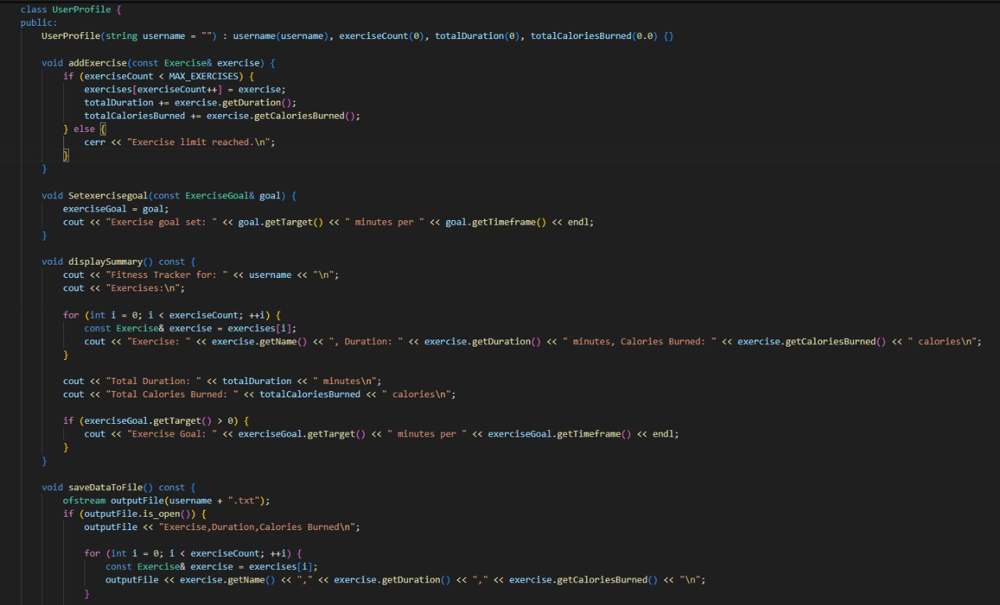 class UserProfile {
public:
    UserProfile(string username = "") : username(username), exerciseCount(0), totalDuration(0), totalCaloriesBurned(0.0) {}

    void addExercise(const Exercise& exercise) {
        if (exerciseCount < MAX_EXERCISES) {
            exercises[exerciseCount++] = exercise;
            totalDuration += exercise.getDuration();
            totalCaloriesBurned += exercise.getCaloriesBurned();
        } else {
            cerr << "Exercise limit reached.\n";
        }
    }

    void Setexercisegoal(const ExerciseGoal& goal) {
        exerciseGoal = goal;
        cout << "Exercise goal set: " << goal.getTarget() << " minutes per " << goal.getTimeframe() << endl;
    }

    void displaySummary() const {
        cout << "Fitness Tracker for: " << username << "\n";
        cout << "Exercises:\n";

        for (int i = 0; i < exerciseCount; ++i) {
            const Exercise& exercise = exercises[i];
            cout << "Exercise: " << exercise.getName() << ", Duration: " << exercise.getDuration() << " minutes, Calories Burned: " << exercise.getCaloriesBurned() << " calories\n";
        }

        cout << "Total Duration: " << totalDuration << " minutes\n";
        cout << "Total Calories Burned: " << totalCaloriesBurned << " calories\n";

        if (exerciseGoal.getTarget() > 0) {
            cout << "Exercise Goal: " << exerciseGoal.getTarget() << " minutes per " << exerciseGoal.getTimeframe() << endl;
        }
    }

    void saveDataToFile() const {
        ofstream outputFile(username + ".txt");
        if (outputFile.is_open()) {
            outputFile << "Exercise,Duration,Calories Burned\n";

            for (int i = 0; i < exerciseCount; ++i) {
                const Exercise& exercise = exercises[i];
                outputFile << exercise.getName() << "," << exercise.getDuration() << "," << exercise.getCaloriesBurned() << "\n";
            }